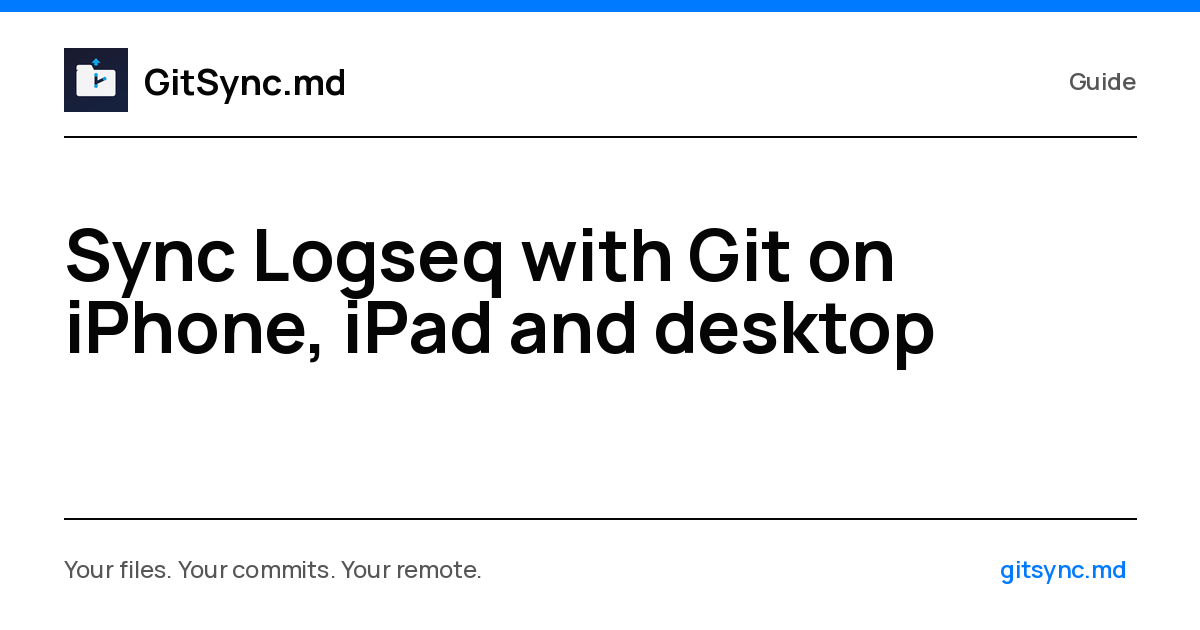 GitSync.md
Guide
Sync Logseq with Git on
iPhone, iPad and desktop
Your files. Your commits. Your remote.
gitsync.md